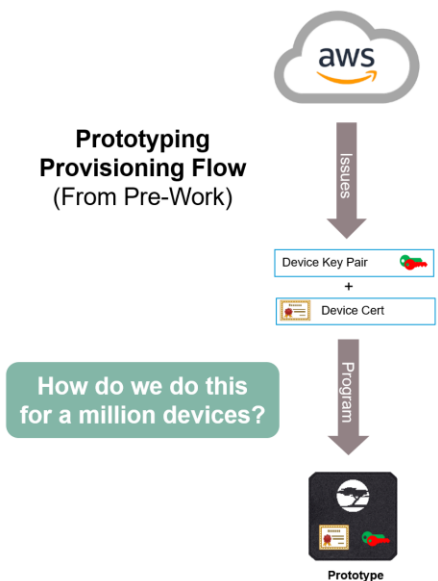 aws
Prototyping
Provisioning Flow
(From Pre-Work)
Issues
Device Key Pair
+
Device Cert
How do we do this
for a million devices?
Program
Prototype